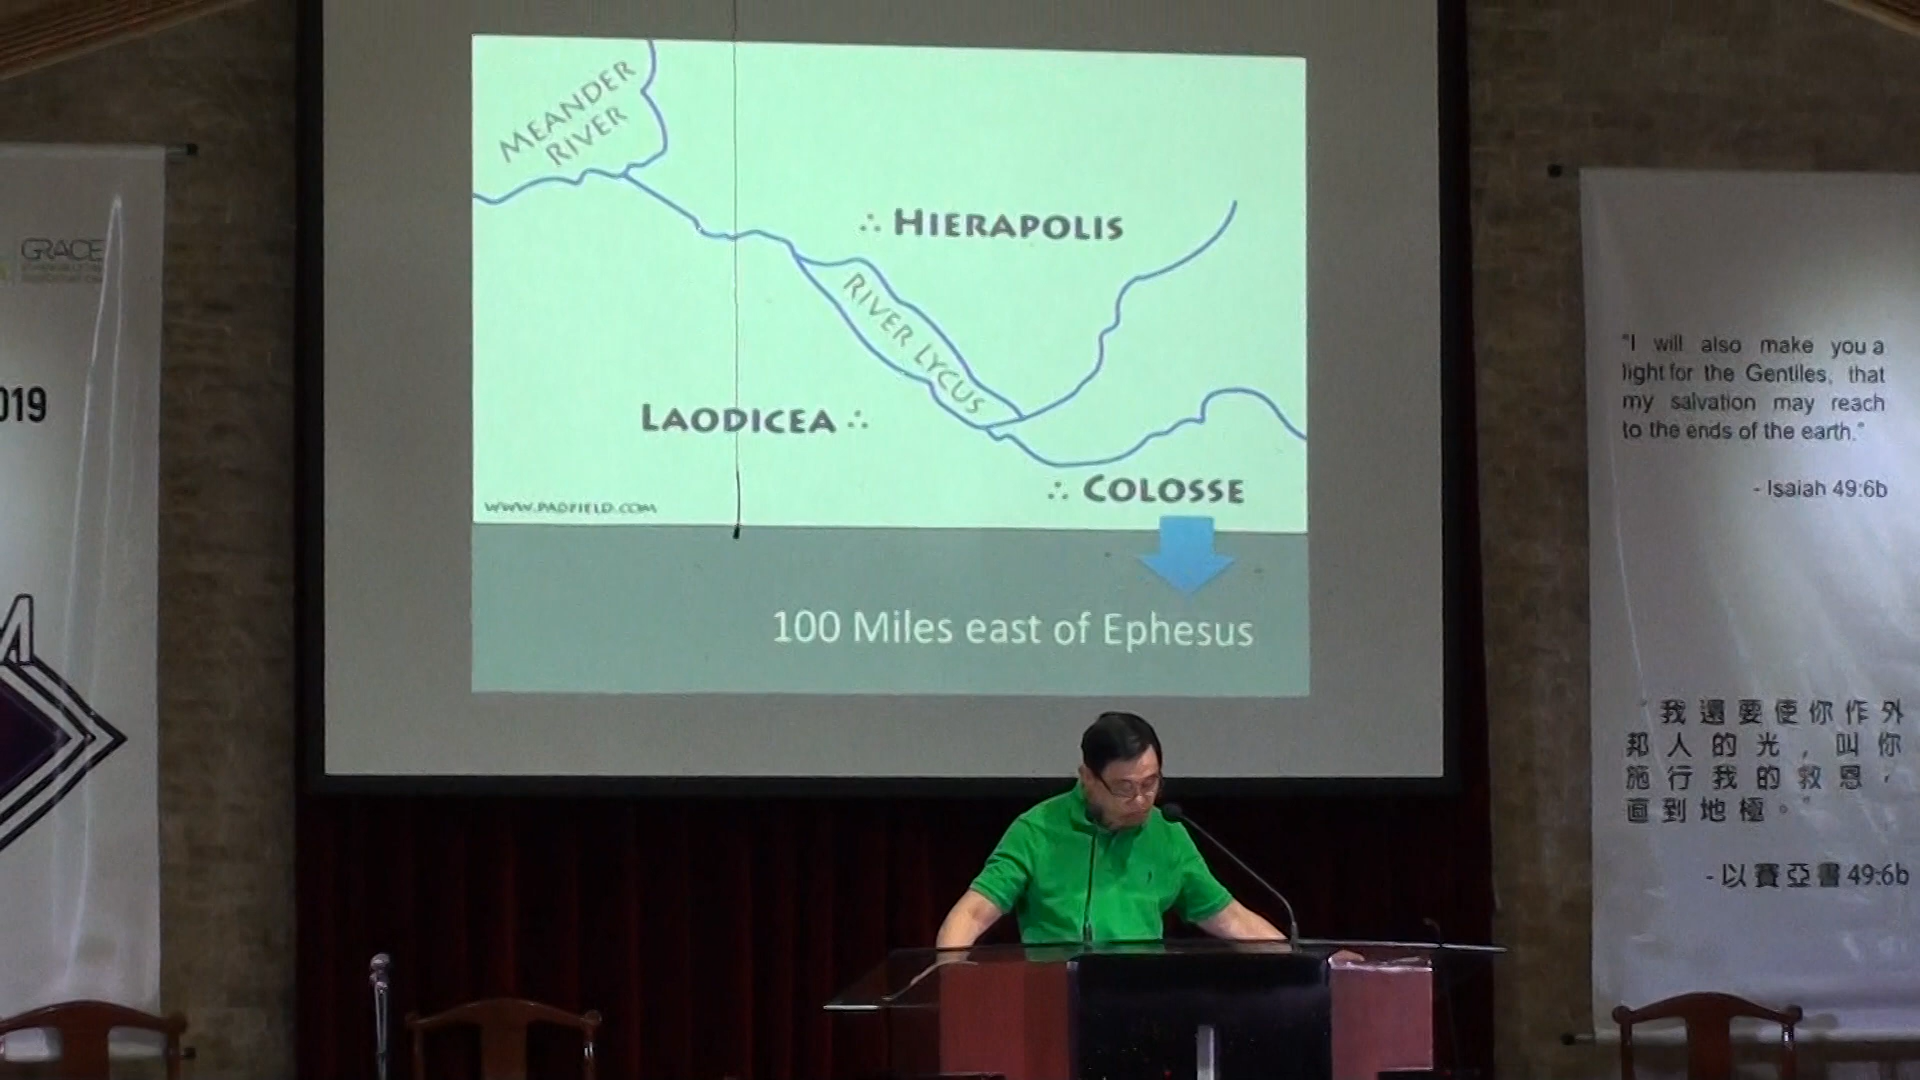 MEANDER
RIVER
HIERAPOLIS
RIVER LYCUS
LAODICEA
COLOSSE
WWW.PADFIELD.COM
100 Miles east of Ephesus
GRACE
019
M
"I will also make you a
light for the Gentiles, that
my salvation may reach
to the ends of the earth."
- Isaiah 49:6b
"我還要使你作外
邦人的光，叫你
施行我的救恩，
直到地極。"
- 以賽亞書 49:6b